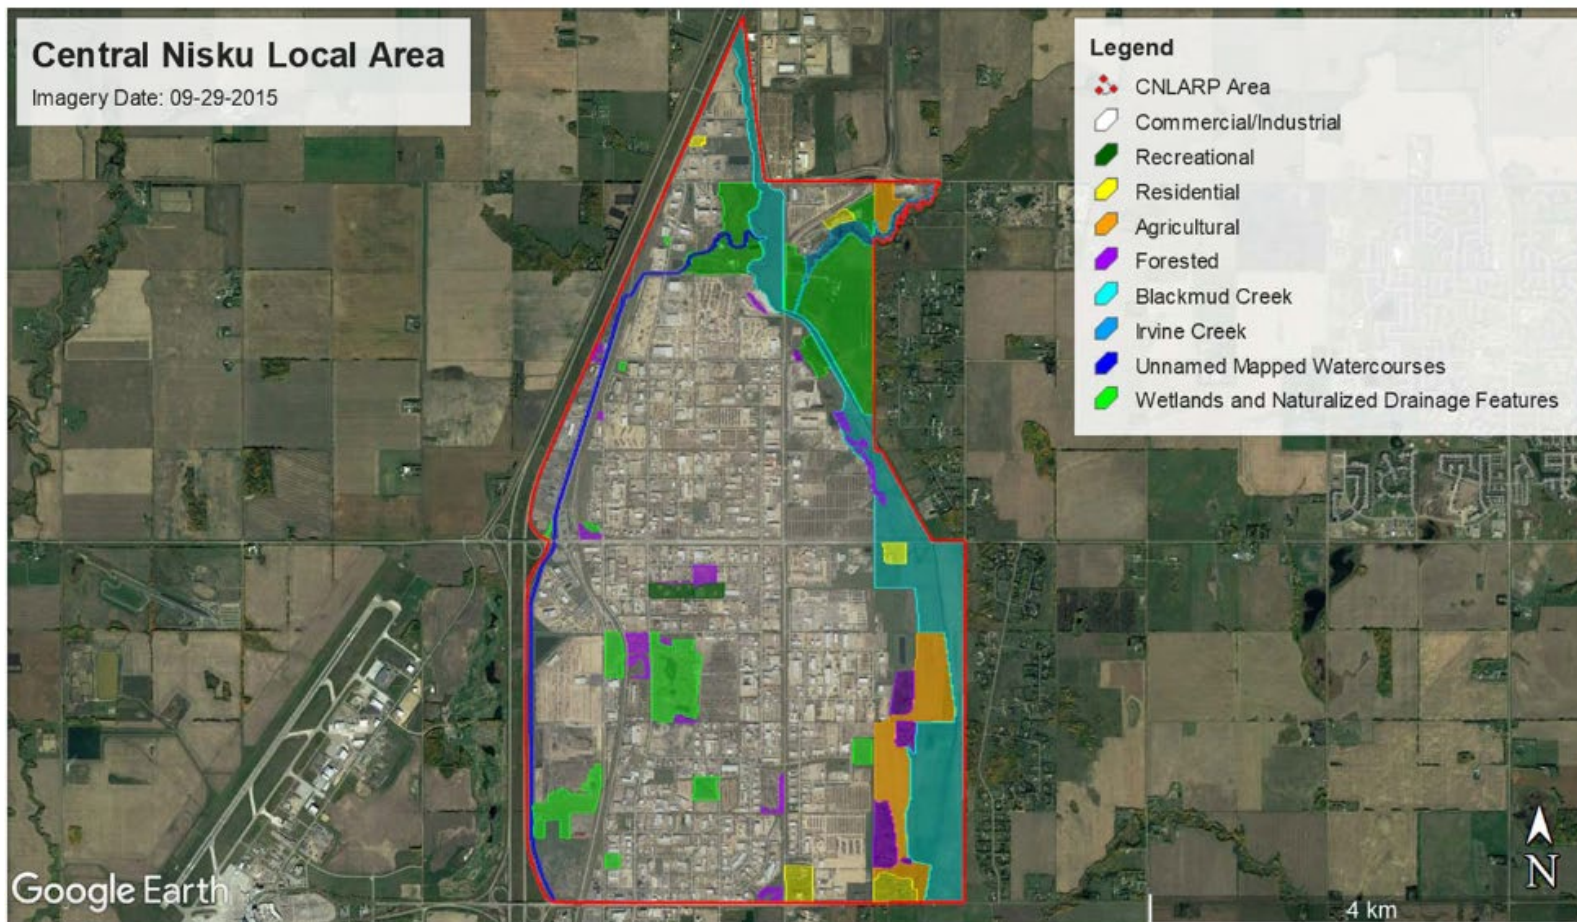 Central Nisku Local Area
Imagery Date: 09-29-2015
Legend
CNLARP Area
Commercial/Industrial
Recreational
Residential
Agricultural
Forested
Blackmud Creek
Irvine Creek
Unnamed Mapped Watercourses
Wetlands and Naturalized Drainage Features
Google Earth
4 km
N